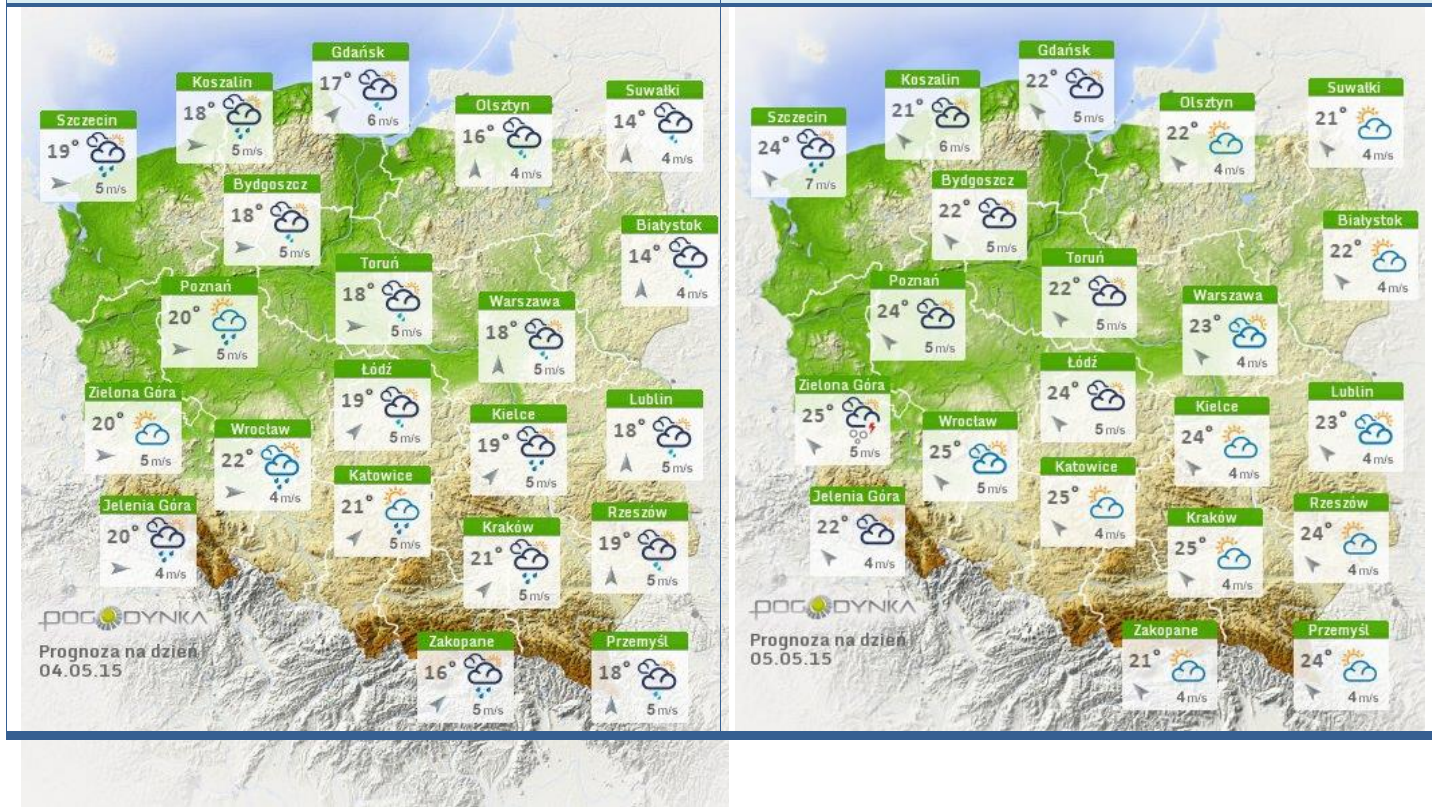 Gdańsk
17°
6 m/s
Koszalin
18°
5 m/s
Suwałki
14°
4 m/s
Olsztyn
16°
4 m/s
Szczecin
19°
5 m/s
Bydgoszcz
18°
5 m/s
Białystok
14°
4 m/s
Toruń
18°
5 m/s
Poznań
20°
5 m/s
Warszawa
18°
5 m/s
Łódź
19°
5 m/s
Zielona Góra
20°
5 m/s
Lublin
18°
5 m/s
Kielce
19°
5 m/s
Wrocław
22°
4 m/s
Katowice
21°
5 m/s
Jelenia Góra
20°
4 m/s
Rzeszów
19°
5 m/s
Kraków
21°
5 m/s
POGODYNKA
Zakopane
16°
5 m/s
Przemyśl
18°
5 m/s
Prognoza na dzień
04.05.15
Gdańsk
22°
5 m/s
Koszalin
21°
6 m/s
Suwałki
21°
4 m/s
Olsztyn
22°
4 m/s
Szczecin
24°
7 m/s
Bydgoszcz
22°
5 m/s
Białystok
22°
4 m/s
Toruń
22°
5 m/s
Poznań
24°
5 m/s
Warszawa
23°
4 m/s
Łódź
24°
5 m/s
Zielona Góra
25°
5 m/s
Lublin
23°
4 m/s
Kielce
24°
4 m/s
Wrocław
25°
5 m/s
Katowice
25°
4 m/s
Jelenia Góra
22°
4 m/s
Rzeszów
24°
4 m/s
Kraków
25°
4 m/s
POGODYNKA
Zakopane
21°
4 m/s
Przemyśl
24°
4 m/s
Prognoza na dzień
05.05.15